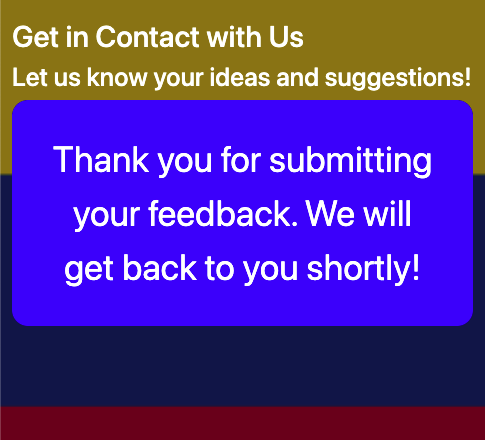 Get in Contact with Us
Let us know your ideas and suggestions!
Thank you for submitting
your feedback. We will
get back to you shortly!